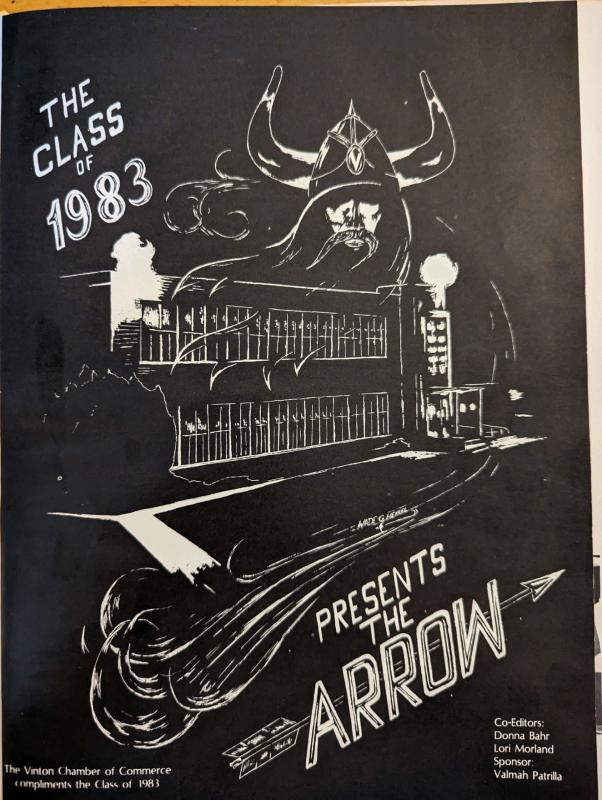 THE
CLASS
OF
1983
V
PRESENTS
THE
ARROW
Co-Editors:
Donna Bahr
Lori Morland
Sponsor:
Valmah Patrilla
The Vinton Chamber of Commerce
compliments the Class of 1983